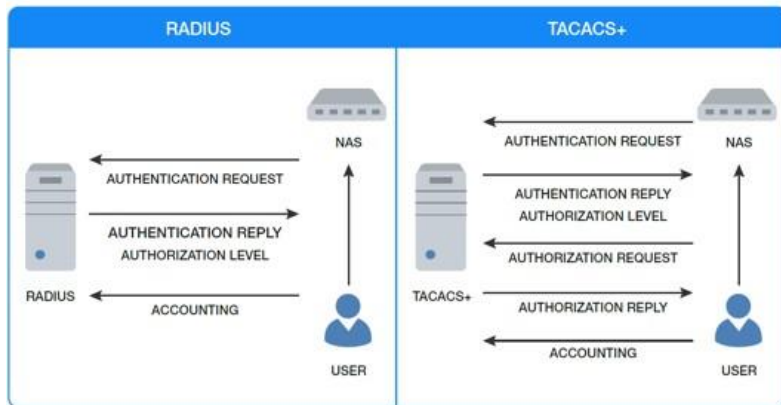 RADIUS
NAS
AUTHENTICATION REQUEST
AUTHENTICATION REPLY
AUTHORIZATION LEVEL
RADIUS
ACCOUNTING
USER
TACACS+
AUTHENTICATION REQUEST
NAS
AUTHENTICATION REPLY
AUTHORIZATION LEVEL
AUTHORIZATION REQUEST
TACACS+
AUTHORIZATION REPLY
ACCOUNTING
USER